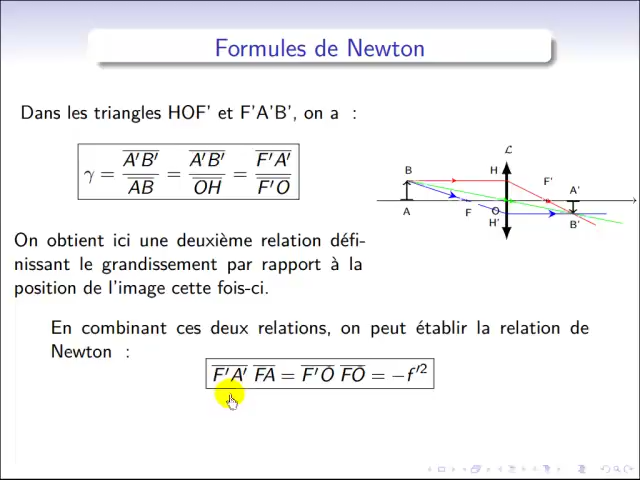 Formules de Newton
Dans les triangles HOF' et F'A'B', on a :
γ = A'B' / AB = A'B' / OH = F'A' / F'O
On obtient ici une deuxième relation défi-
nissant le grandissement par rapport à la
position de l'image cette fois-ci.
L
B
H
F'
A'
A
F
O
H'
B'
En combinant ces deux relations, on peut établir la relation de
Newton :
F'A' FA = F'O FO = −f'²